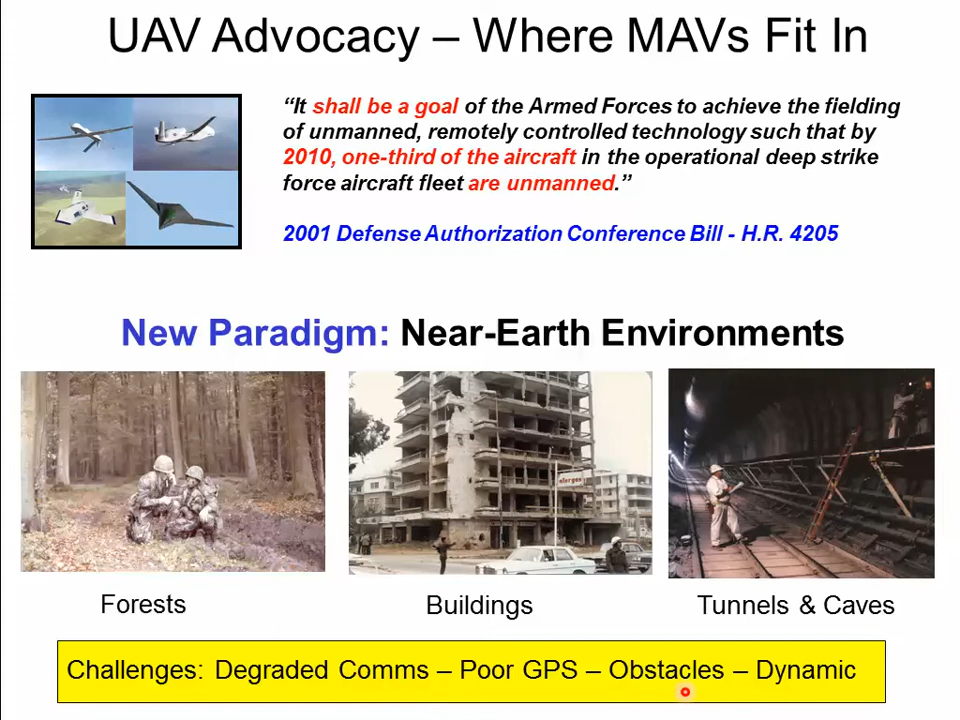 UAV Advocacy – Where MAVs Fit In
“It shall be a goal of the Armed Forces to achieve the fielding
of unmanned, remotely controlled technology such that by
2010, one-third of the aircraft in the operational deep strike
force aircraft fleet are unmanned.”
2001 Defense Authorization Conference Bill - H.R. 4205
New Paradigm: Near-Earth Environments
Forests
Buildings
Tunnels & Caves
Challenges: Degraded Comms – Poor GPS – Obstacles – Dynamic